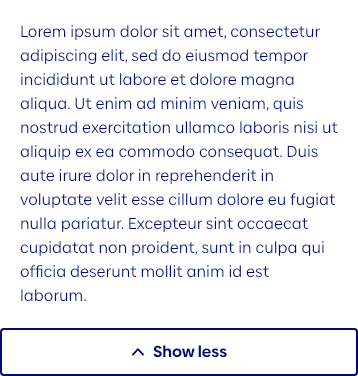 Lorem ipsum dolor sit amet, consectetur
adipiscing elit, sed do eiusmod tempor
incididunt ut labore et dolore magna
aliqua. Ut enim ad minim veniam, quis
nostrud exercitation ullamco laboris nisi ut
aliquip ex ea commodo consequat. Duis
aute irure dolor in reprehenderit in
voluptate velit esse cillum dolore eu fugiat
nulla pariatur. Excepteur sint occaecat
cupidatat non proident, sunt in culpa qui
officia deserunt mollit anim id est
laborum.
Show less